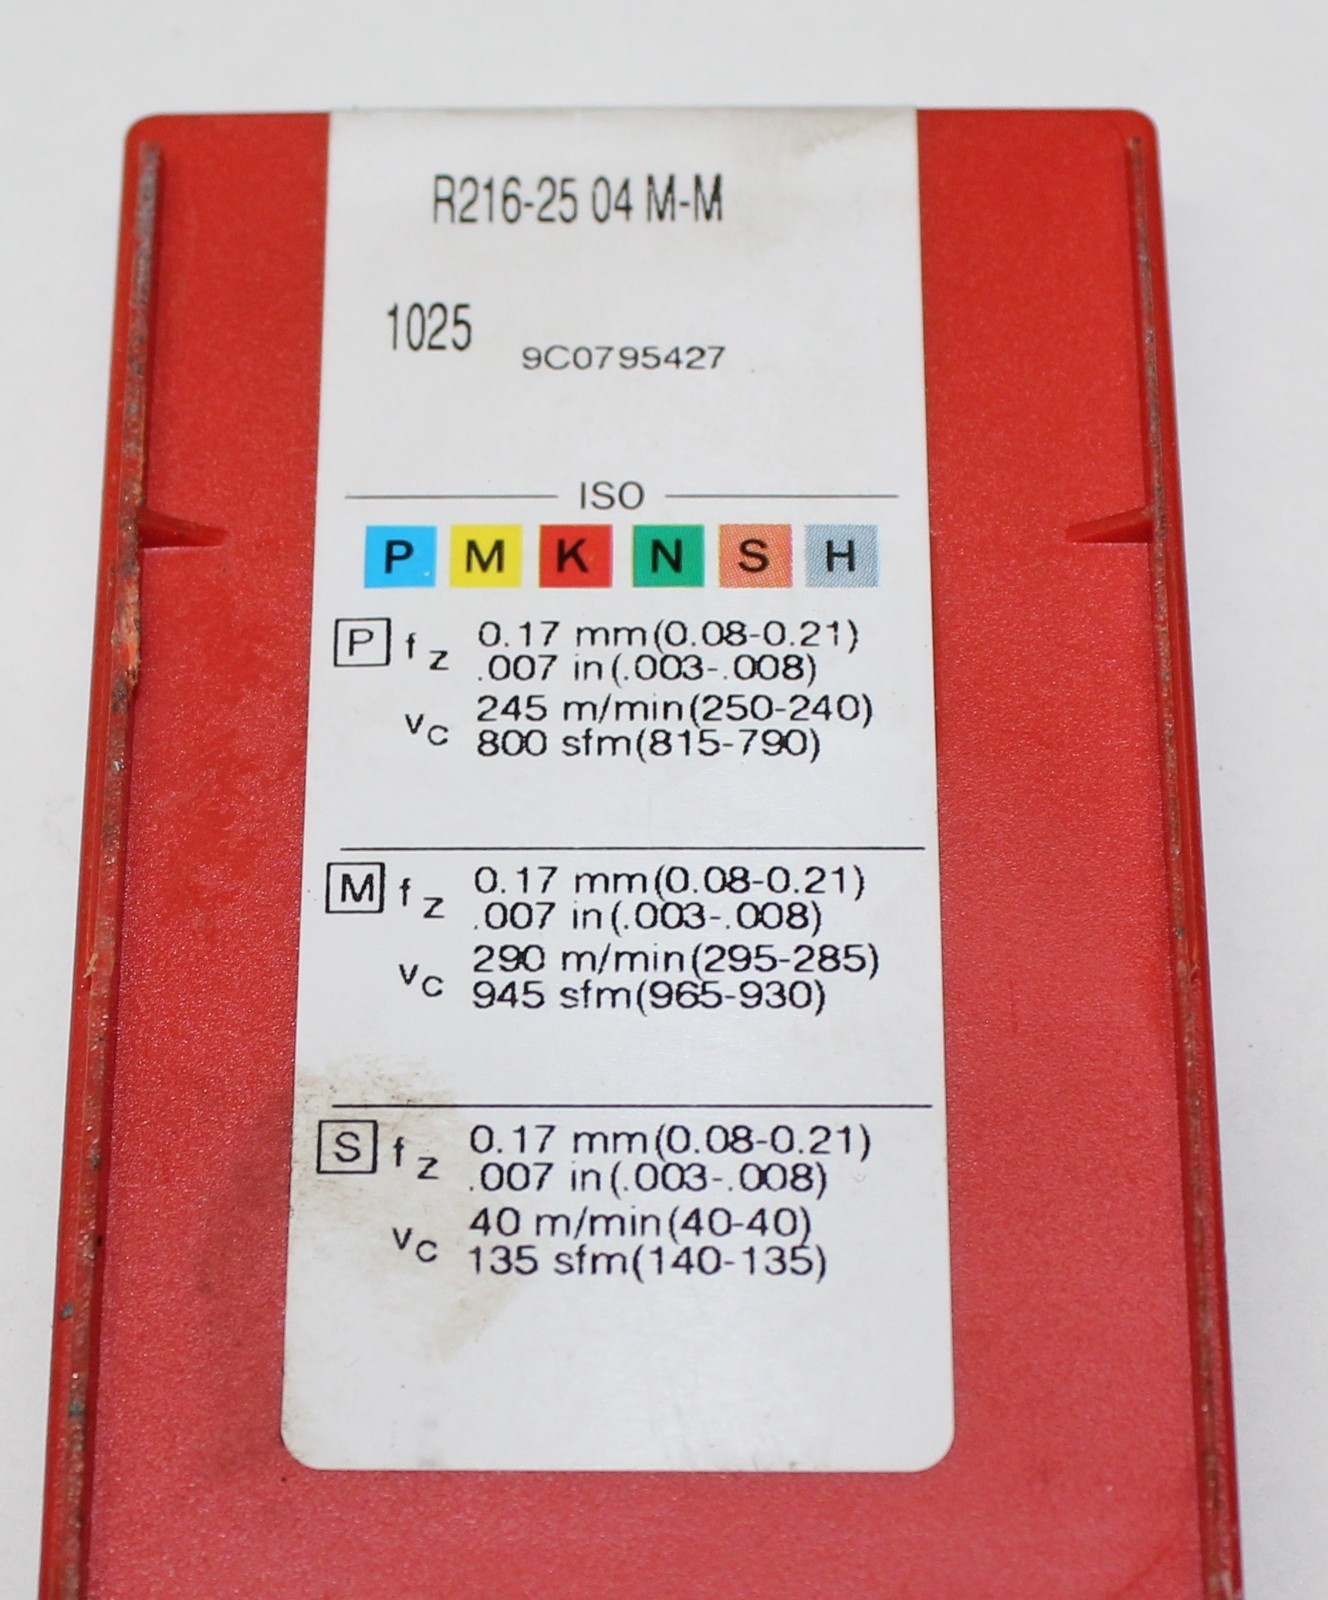 R216-25 04 M-M
1025 9C0795427
ISO
P M K N S H
P fz 0.17 mm(0.08-0.21)
.007 in(.003-.008)
vc 245 m/min(250-240)
800 sfm(815-790)
M fz 0.17 mm(0.08-0.21)
.007 in(.003-.008)
vc 290 m/min(295-285)
945 sfm(965-930)
S fz 0.17 mm(0.08-0.21)
.007 in(.003-.008)
vc 40 m/min(40-40)
135 sfm(140-135)